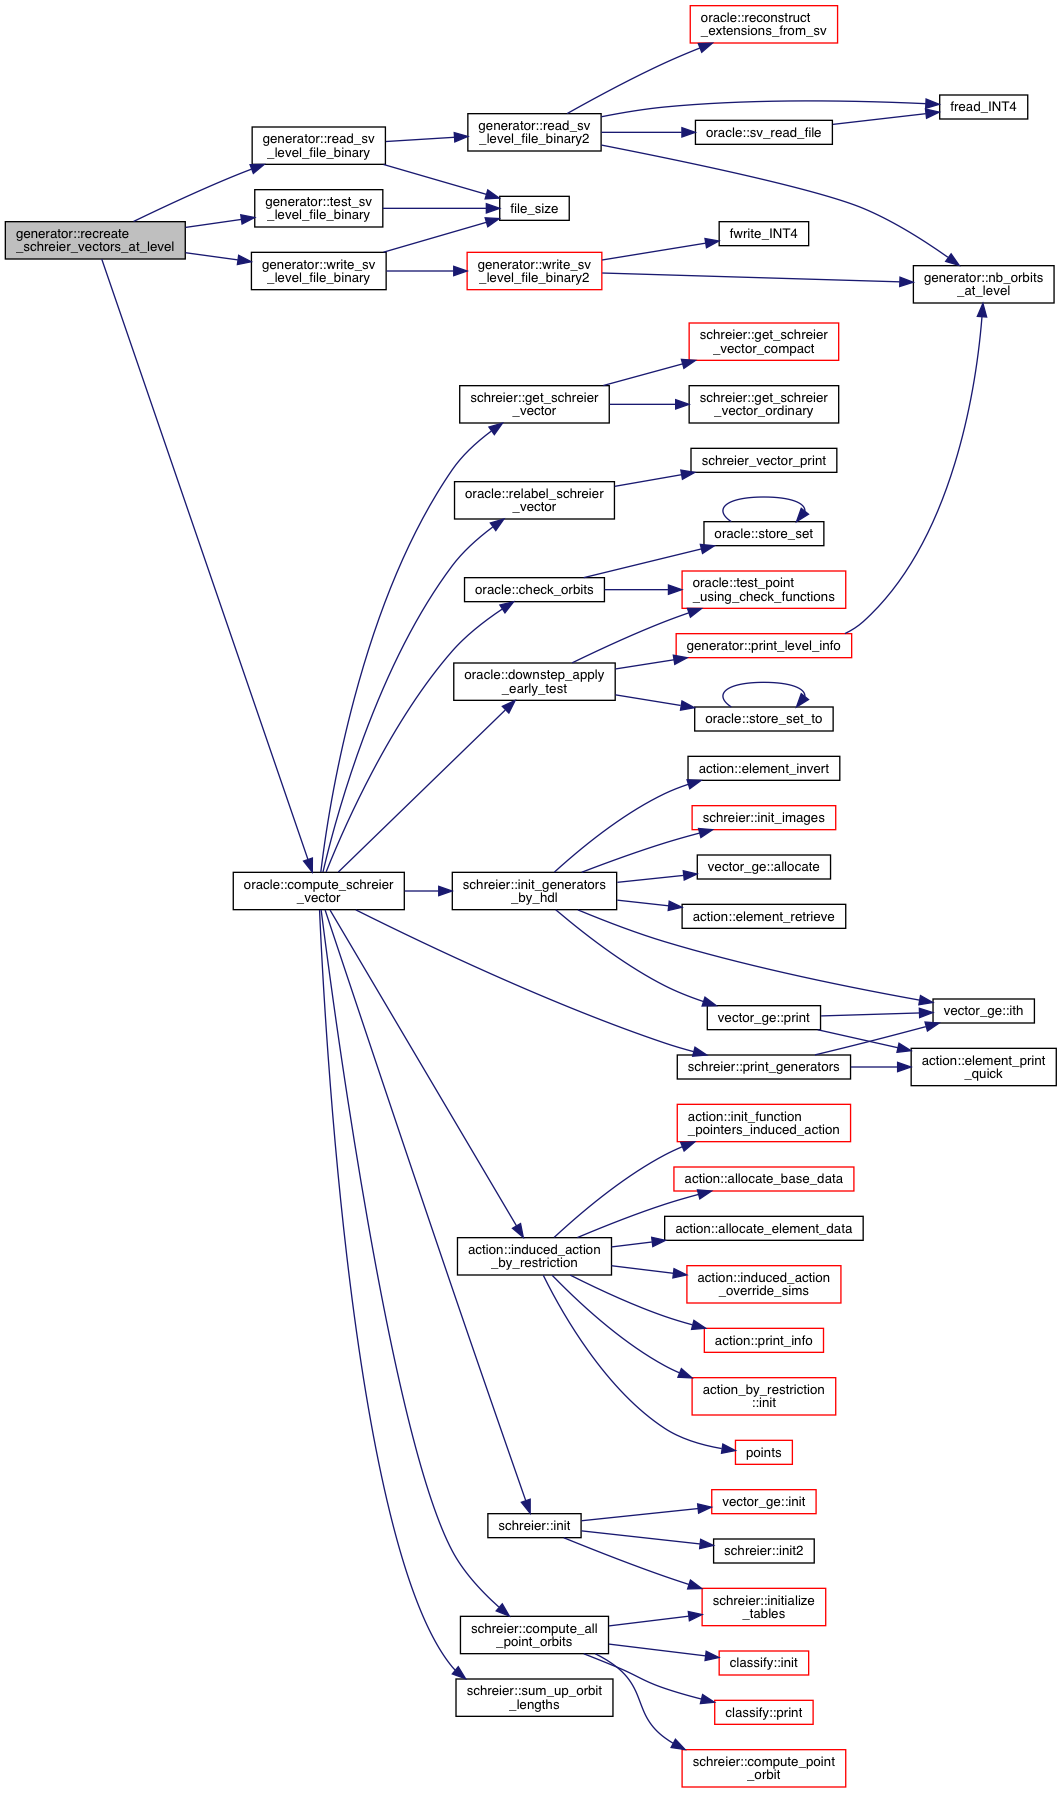 oracle::reconstruct
_extensions_from_sv
fread_INT4
generator::read_sv
_level_file_binary2
oracle::sv_read_file
generator::read_sv
_level_file_binary
generator::test_sv
_level_file_binary
file_size
generator::recreate
_schreier_vectors_at_level
fwrite_INT4
generator::write_sv
_level_file_binary
generator::write_sv
_level_file_binary2
generator::nb_orbits
_at_level
schreier::get_schreier
_vector_compact
schreier::get_schreier
_vector
schreier::get_schreier
_vector_ordinary
schreier_vector_print
oracle::relabel_schreier
_vector
oracle::store_set
oracle::check_orbits
oracle::test_point
_using_check_functions
generator::print_level_info
oracle::downstep_apply
_early_test
oracle::store_set_to
action::element_invert
schreier::init_images
vector_ge::allocate
oracle::compute_schreier
_vector
schreier::init_generators
_by_hdl
action::element_retrieve
vector_ge::print
vector_ge::ith
schreier::print_generators
action::element_print
_quick
action::init_function
_pointers_induced_action
action::allocate_base_data
action::allocate_element_data
action::induced_action
_by_restriction
action::induced_action
_override_sims
action::print_info
action_by_restriction
::init
points
vector_ge::init
schreier::init
schreier::init2
schreier::initialize
_tables
schreier::compute_all
_point_orbits
classify::init
schreier::sum_up_orbit
_lengths
classify::print
schreier::compute_point
_orbit